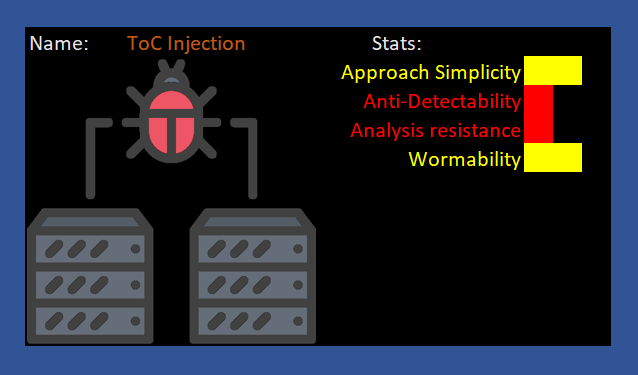 Name: ToC Injection
Stats:
Approach Simplicity
Anti-Detectability
Analysis resistance
Wormability